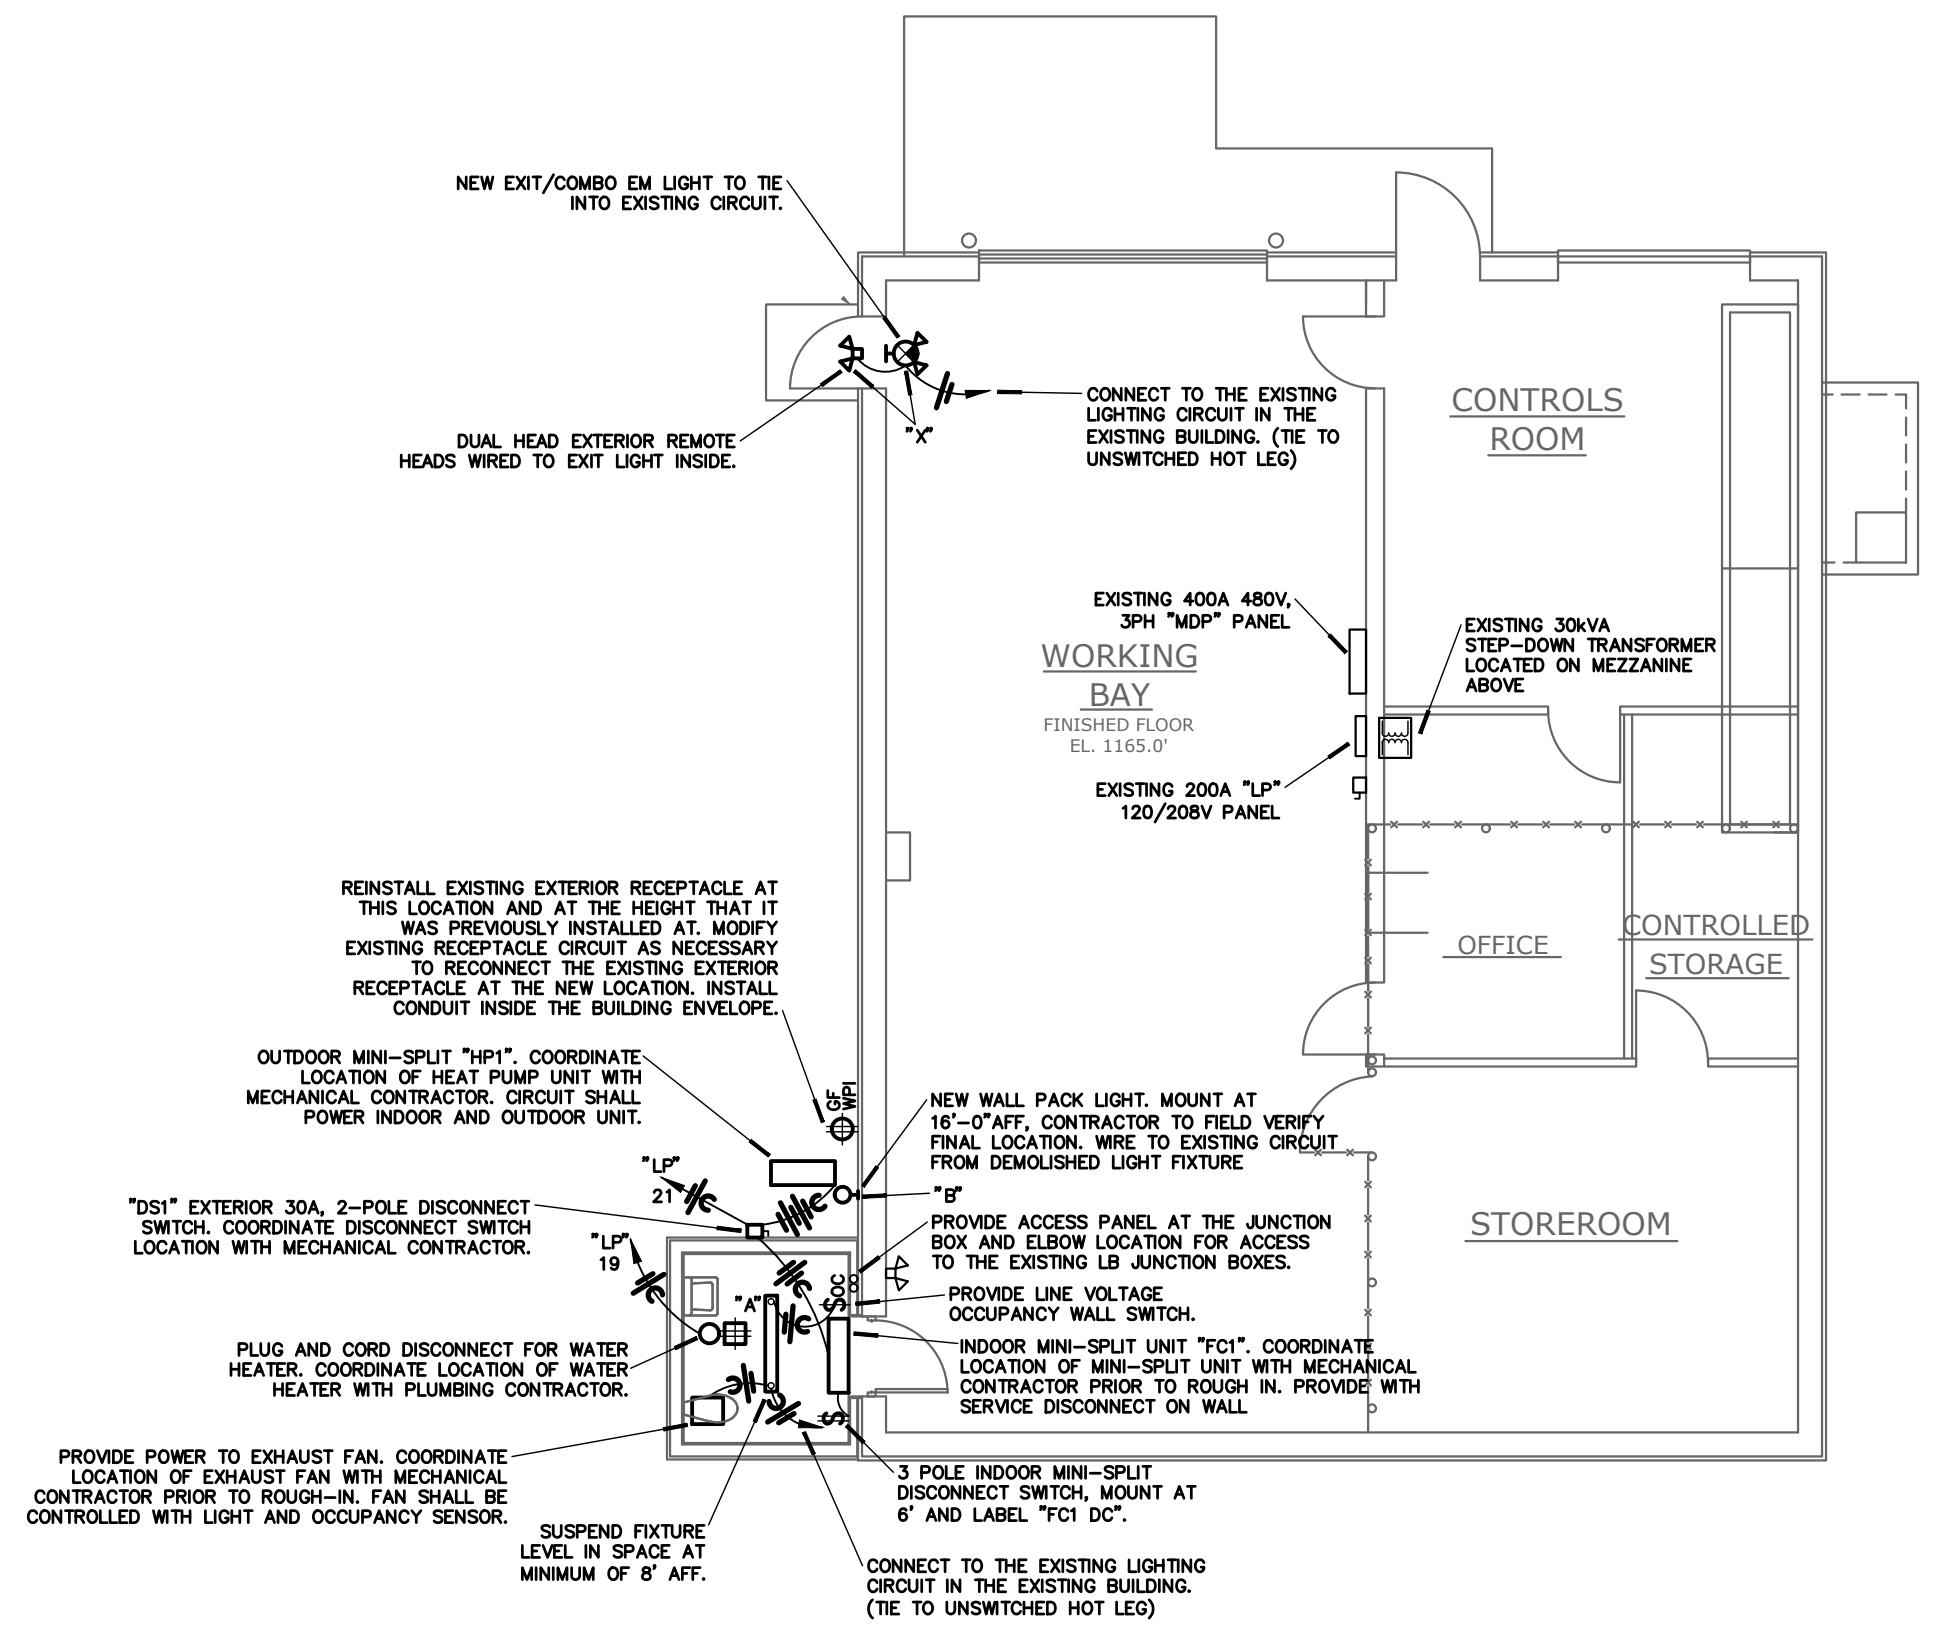 NEW EXIT/COMBO EM LIGHT TO TIE
INTO EXISTING CIRCUIT.
DUAL HEAD EXTERIOR REMOTE
HEADS WIRED TO EXIT LIGHT INSIDE.
"X"
CONNECT TO THE EXISTING
LIGHTING CIRCUIT IN THE
EXISTING BUILDING. (TIE TO
UNSWITCHED HOT LEG)
CONTROLS
ROOM
EXISTING 400A 480V,
3PH "MDP" PANEL
WORKING
BAY
FINISHED FLOOR
EL. 1165.0'
EXISTING 30kVA
STEP-DOWN TRANSFORMER
LOCATED ON MEZZANINE
ABOVE
EXISTING 200A "LP"
120/208V PANEL
REINSTALL EXISTING EXTERIOR RECEPTACLE AT
THIS LOCATION AND AT THE HEIGHT THAT IT
WAS PREVIOUSLY INSTALLED AT. MODIFY
EXISTING RECEPTACLE CIRCUIT AS NECESSARY
TO RECONNECT THE EXISTING EXTERIOR
RECEPTACLE AT THE NEW LOCATION. INSTALL
CONDUIT INSIDE THE BUILDING ENVELOPE.
OFFICE
CONTROLLED
STORAGE
OUTDOOR MINI-SPLIT "HP1". COORDINATE
LOCATION OF HEAT PUMP UNIT WITH
MECHANICAL CONTRACTOR. CIRCUIT SHALL
POWER INDOOR AND OUTDOOR UNIT.
GF
WPI
NEW WALL PACK LIGHT. MOUNT AT
16'-0"AFF, CONTRACTOR TO FIELD VERIFY
FINAL LOCATION. WIRE TO EXISTING CIRCUIT
FROM DEMOLISHED LIGHT FIXTURE
"LP"
21
"B"
"DS1" EXTERIOR 30A, 2-POLE DISCONNECT
SWITCH. COORDINATE DISCONNECT SWITCH
LOCATION WITH MECHANICAL CONTRACTOR.
"LP"
19
PROVIDE ACCESS PANEL AT THE JUNCTION
BOX AND ELBOW LOCATION FOR ACCESS
TO THE EXISTING LB JUNCTION BOXES.
STOREROOM
"A"
SOC
PROVIDE LINE VOLTAGE
OCCUPANCY WALL SWITCH.
PLUG AND CORD DISCONNECT FOR WATER
HEATER. COORDINATE LOCATION OF WATER
HEATER WITH PLUMBING CONTRACTOR.
INDOOR MINI-SPLIT UNIT "FC1". COORDINATE
LOCATION OF MINI-SPLIT UNIT WITH MECHANICAL
CONTRACTOR PRIOR TO ROUGH IN. PROVIDE WITH
SERVICE DISCONNECT ON WALL
S
PROVIDE POWER TO EXHAUST FAN. COORDINATE
LOCATION OF EXHAUST FAN WITH MECHANICAL
CONTRACTOR PRIOR TO ROUGH-IN. FAN SHALL BE
CONTROLLED WITH LIGHT AND OCCUPANCY SENSOR.
3 POLE INDOOR MINI-SPLIT
DISCONNECT SWITCH, MOUNT AT
6' AND LABEL "FC1 DC".
SUSPEND FIXTURE
LEVEL IN SPACE AT
MINIMUM OF 8' AFF.
CONNECT TO THE EXISTING LIGHTING
CIRCUIT IN THE EXISTING BUILDING.
(TIE TO UNSWITCHED HOT LEG)